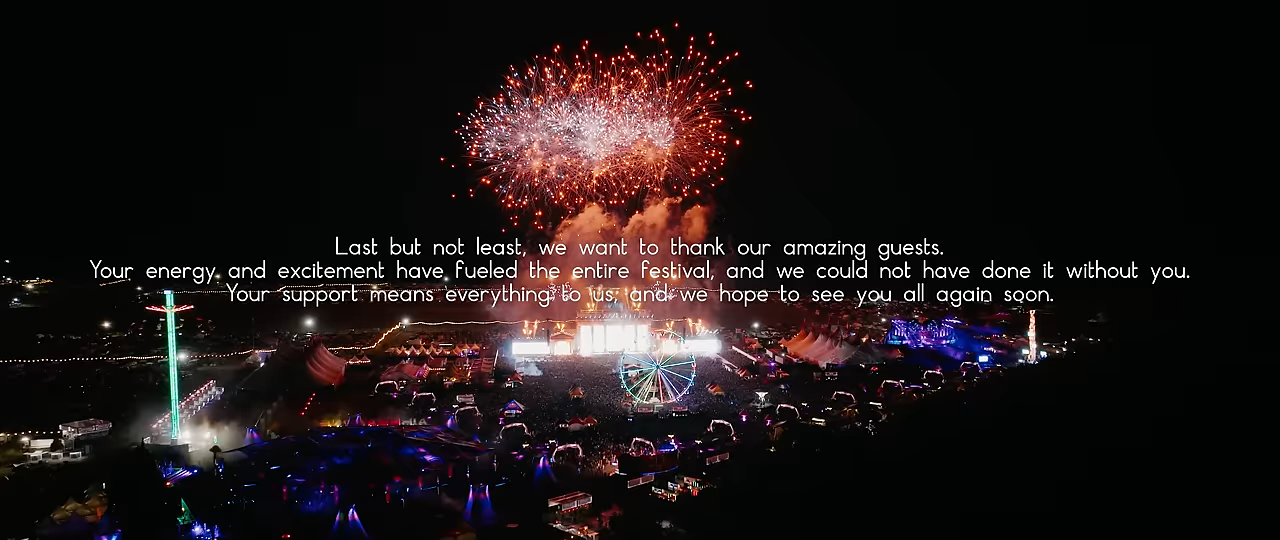 Last but not least, we want to thank our amazing guests.
Your energy and excitement have fueled the entire festival, and we could not have done it without you.
Your support means everything to us, and we hope to see you all again soon.